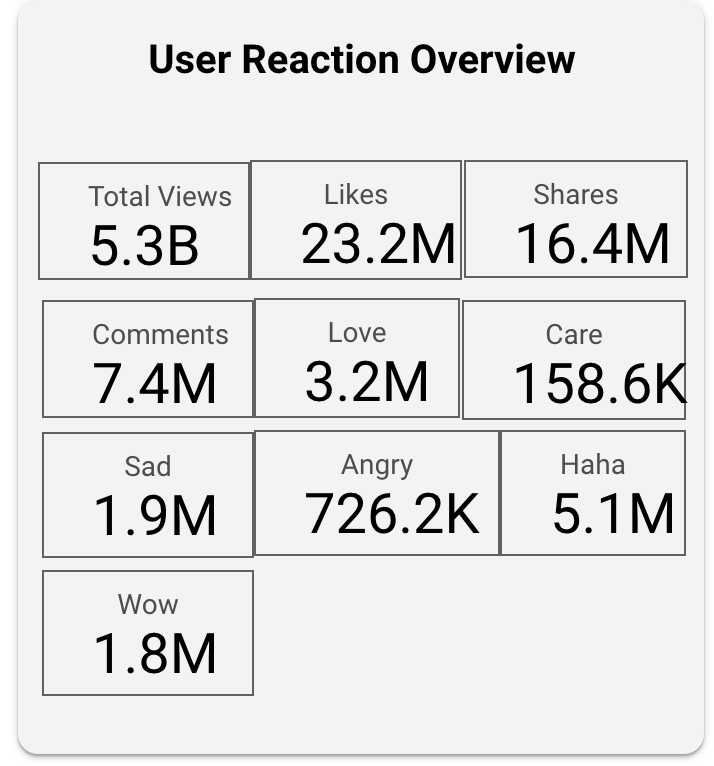 User Reaction Overview
Total Views Likes Shares
5.3B 23.2M 16.4M
Comments Love Care
7.4M 3.2M 158.6K
Sad Angry Haha
1.9M 726.2K 5.1M
Wow
1.8M